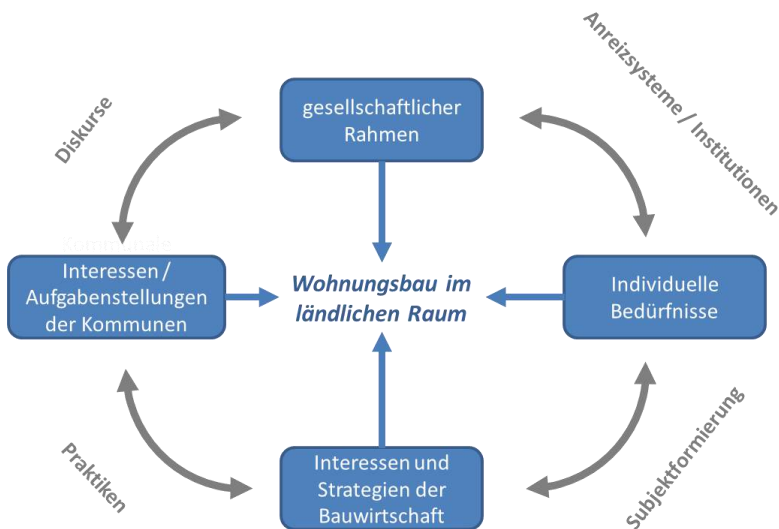 Diskurse
gesellschaftlicher
Rahmen
Anreizsysteme / Institutionen
Kommunale
Interessen /
Aufgabenstellungen
der Kommunen
Wohnungsbau im
ländlichen Raum
Individuelle
Bedürfnisse
Praktiken
Interessen und
Strategien der
Bauwirtschaft
Subjektformierung